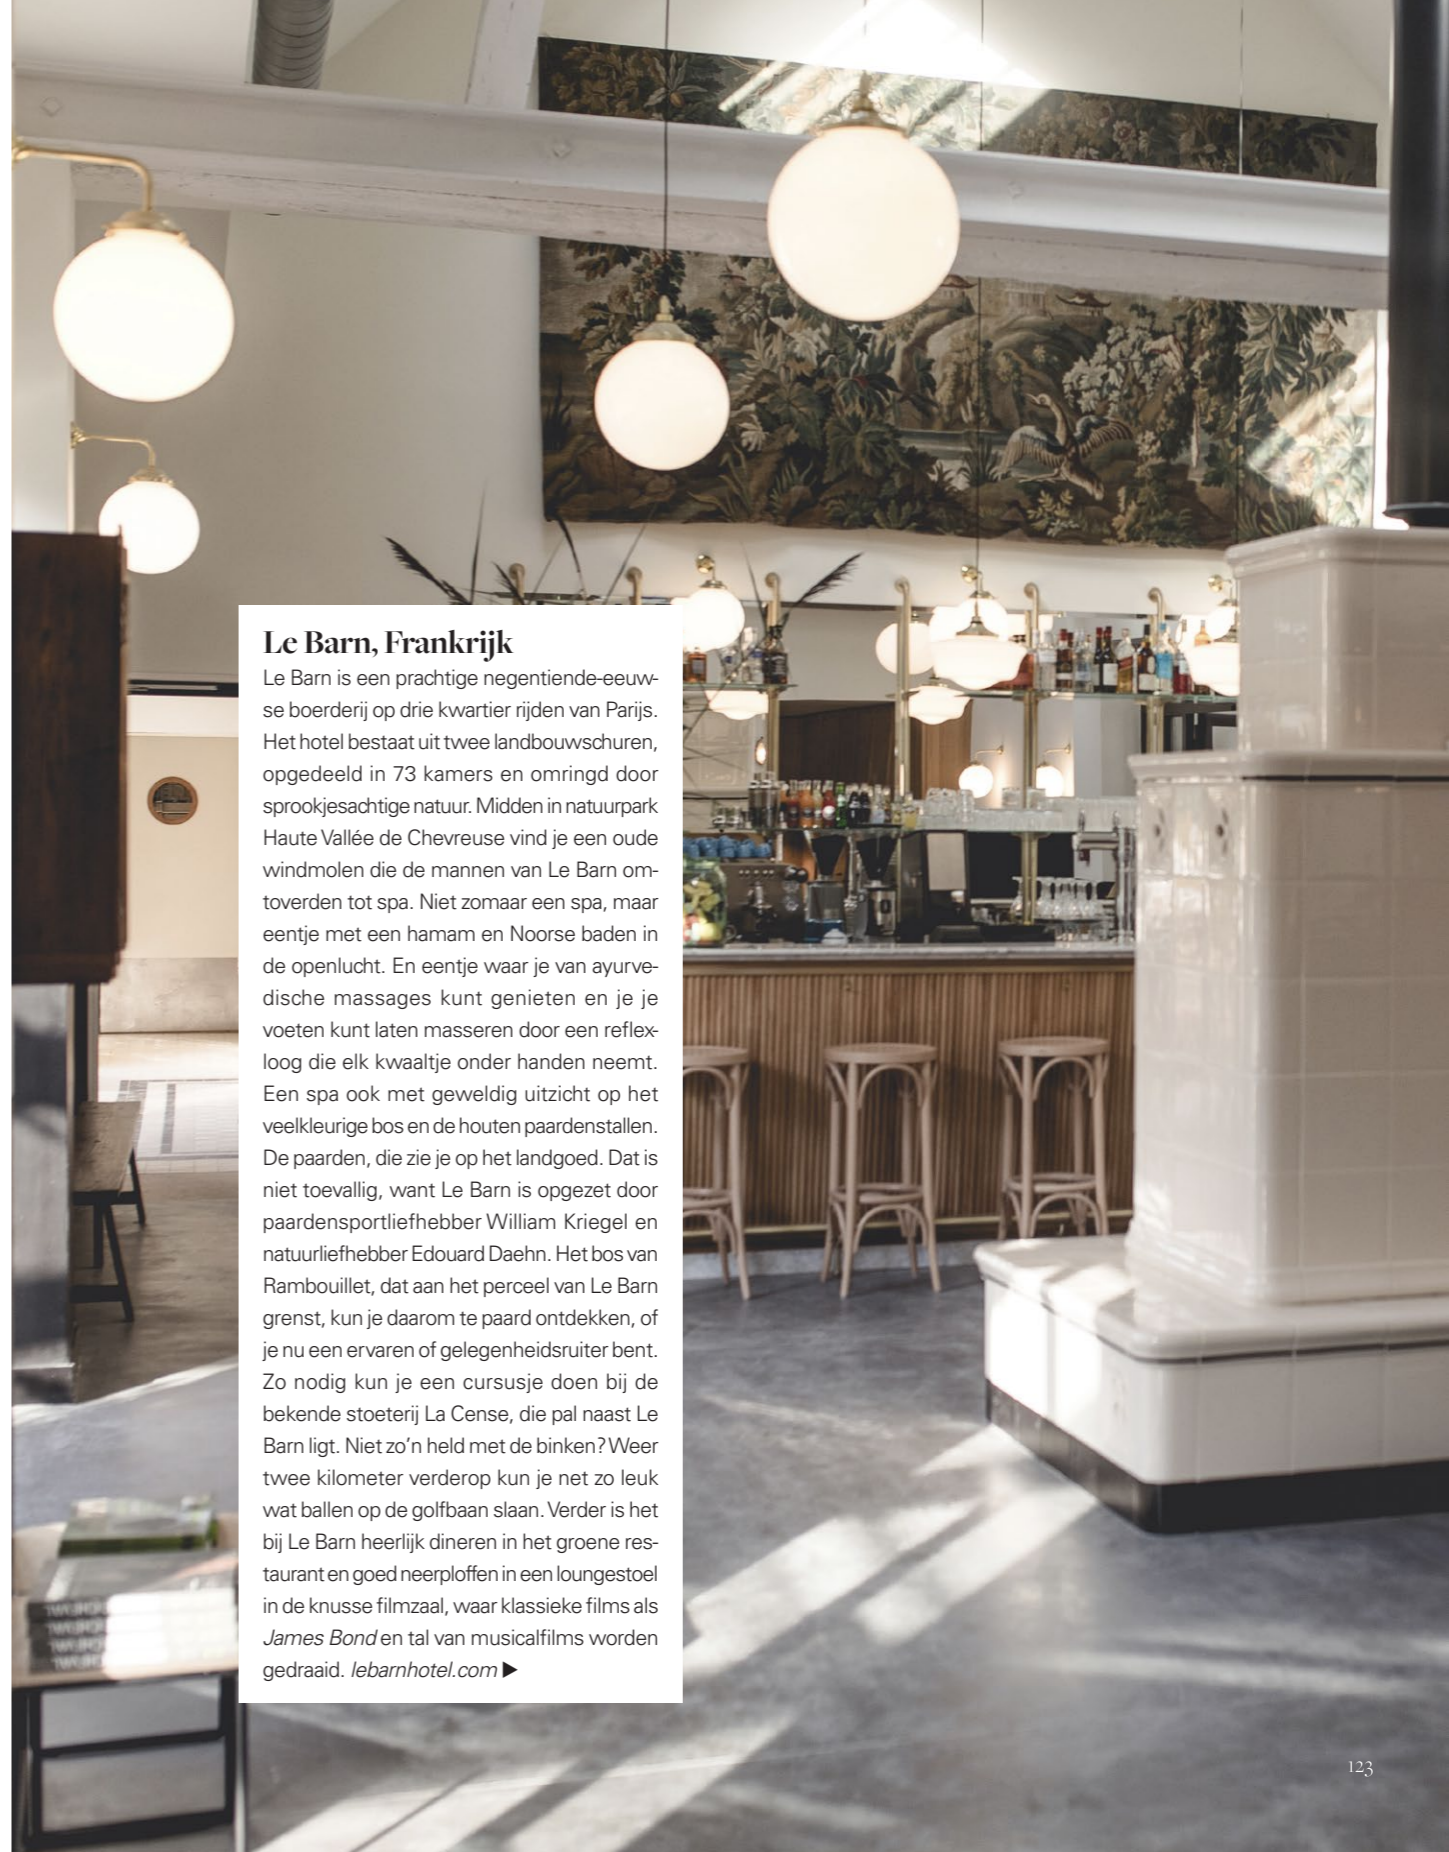 Le Barn, Frankrijk
Le Barn is een prachtige negentiende-eeuw-
se boerderij op drie kwartier rijden van Parijs.
Het hotel bestaat uit twee landbouwschuren,
opgedeeld in 73 kamers en omringd door
sprookjesachtige natuur. Midden in natuurpark
Haute Vallée de Chevreuse vind je een oude
windmolen die de mannen van Le Barn om-
toverden tot spa. Niet zomaar een spa, maar
eentje met een hamam en Noorse baden in
de openlucht. En eentje waar je van ayurve-
dische massages kunt genieten en je je
voeten kunt laten masseren door een reflex-
loog die elk kwaaltje onder handen neemt.
Een spa ook met geweldig uitzicht op het
veelkleurige bos en de houten paardenstallen.
De paarden, die zie je op het landgoed. Dat is
niet toevallig, want Le Barn is opgezet door
paardensportliefhebber William Kriegel en
natuurliefhebber Edouard Daehn. Het bos van
Rambouillet, dat aan het perceel van Le Barn
grenst, kun je daarom te paard ontdekken, of
je nu een ervaren of gelegenheidsruiter bent.
Zo nodig kun je een cursusje doen bij de
bekende stoeterij La Cense, die pal naast Le
Barn ligt. Niet zo'n held met de binken? Weer
twee kilometer verderop kun je net zo leuk
wat ballen op de golfbaan slaan. Verder is het
bij Le Barn heerlijk dineren in het groene res-
taurant en goed neerploffen in een loungestoel
in de knusse filmzaal, waar klassieke films als
James Bond en tal van musicalfilms worden
gedraaid. lebarnhotel.com ▶
123